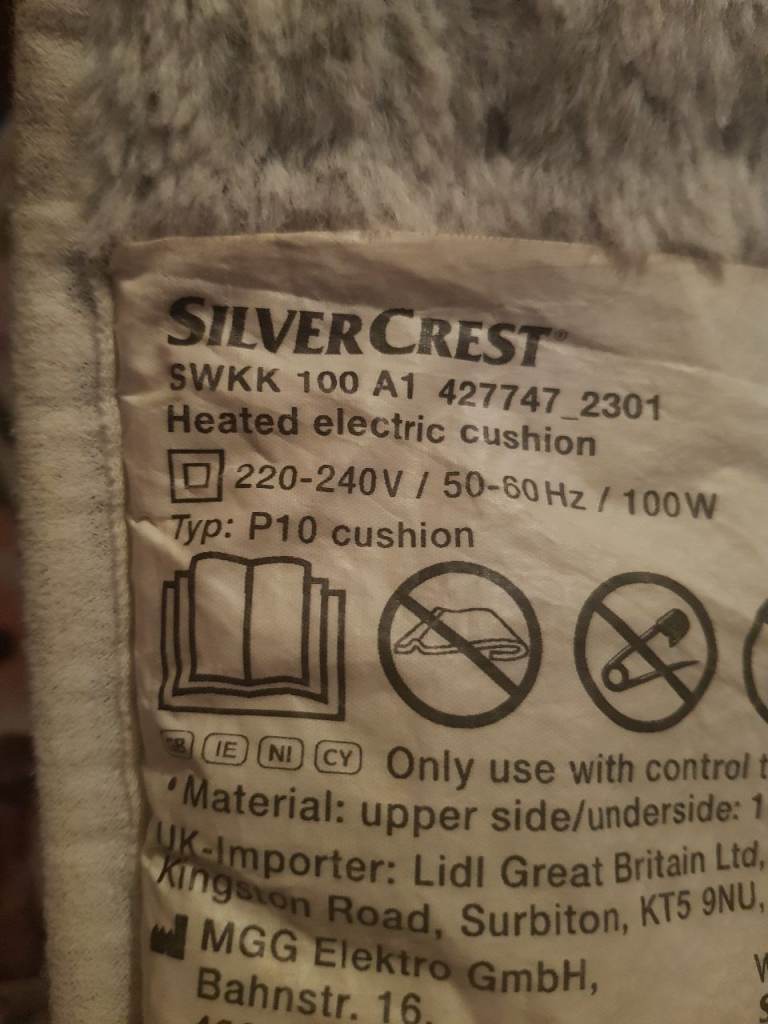 SILVERCREST®
SWKK 100 A1 427747_2301
Heated electric cushion
220-240V / 50-60Hz / 100W
Typ: P10 cushion
GB IE NI CY Only use with control
• Material: upper side/underside: 1
UK-Importer: Lidl Great Britain Ltd,
Kingston Road, Surbiton, KT5 9NU,
MGG Elektro GmbH,
Bahnstr. 16,